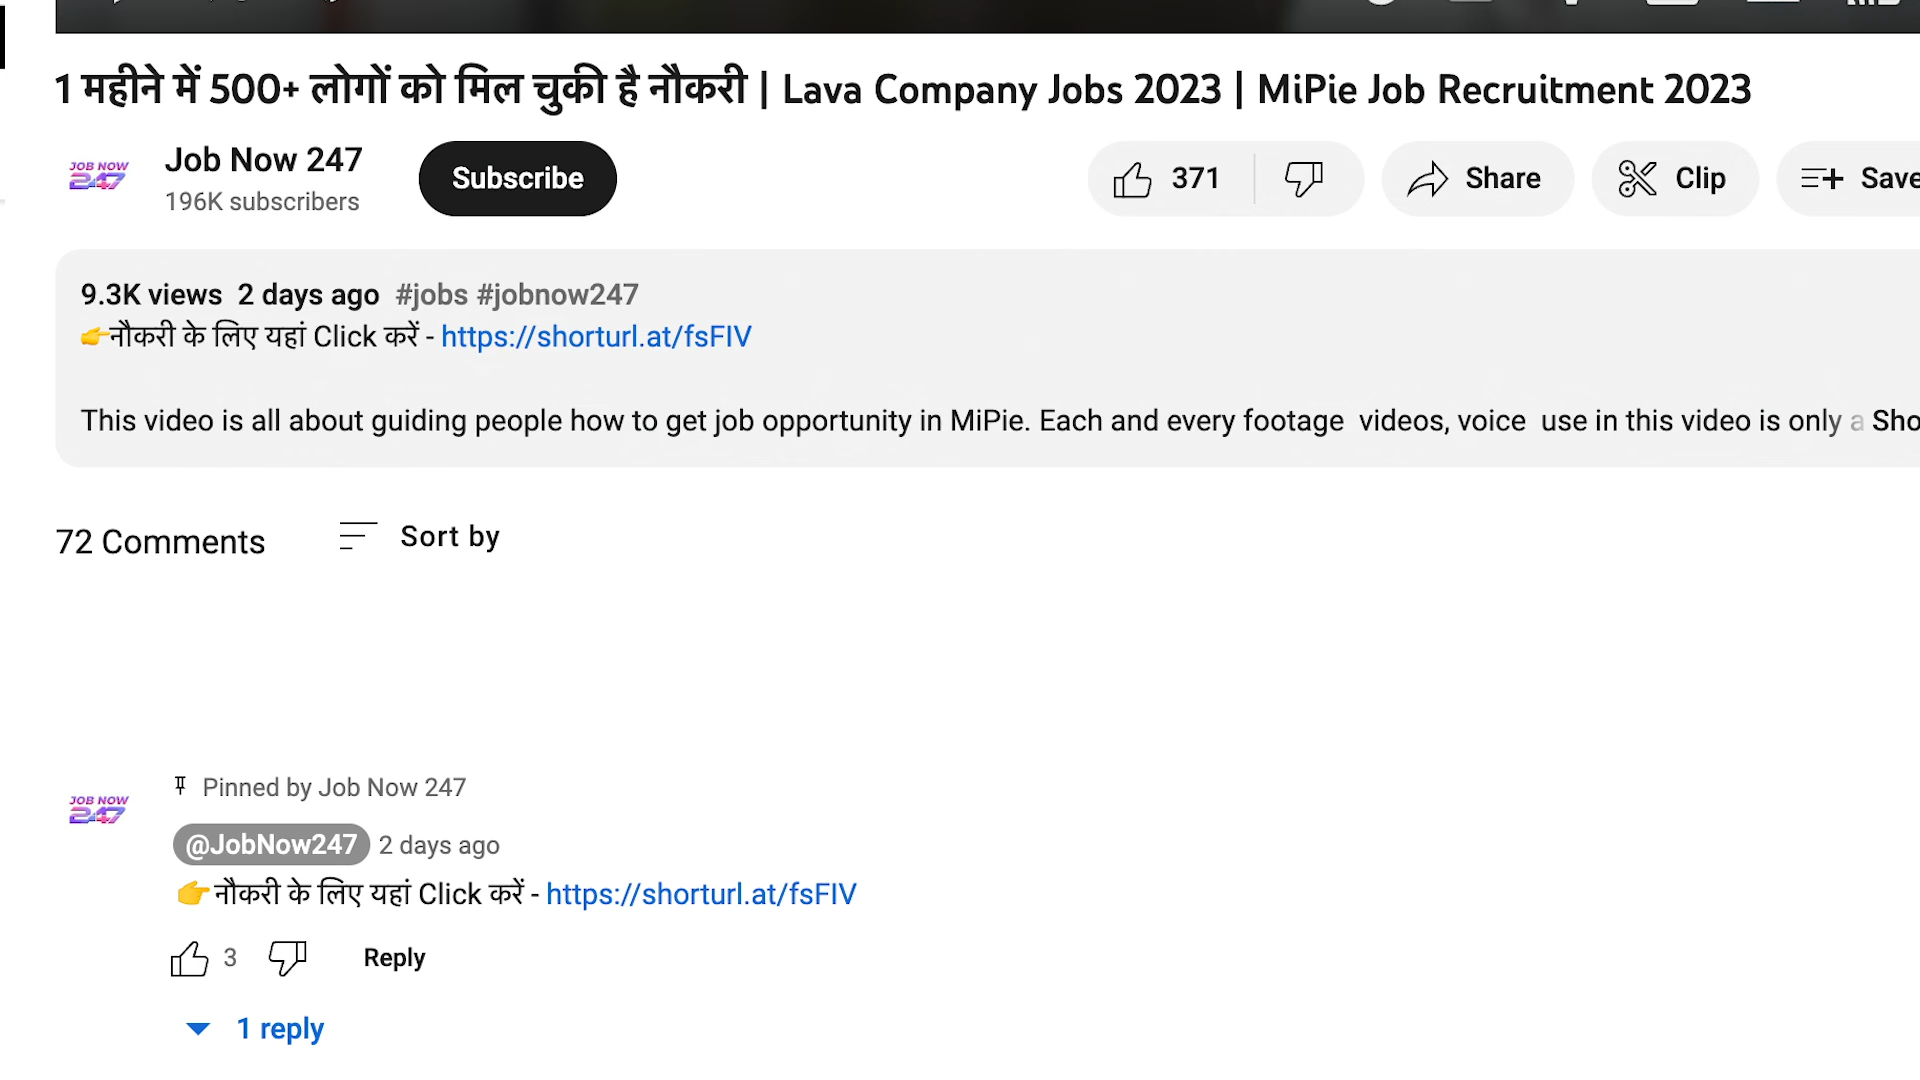 1 महीने में 500+ लोगों को मिल चुकी है नौकरी | Lava Company Jobs 2023 | MiPie Job Recruitment 2023
JOB NOW
247
Job Now 247
196K subscribers
Subscribe
371
Share
Clip
Save
9.3K views 2 days ago #jobs #jobnow247
👉नौकरी के लिए यहां Click करें - https://shorturl.at/fsFIV
This video is all about guiding people how to get job opportunity in MiPie. Each and every footage videos, voice use in this video is only a Sho
72 Comments
Sort by
Pinned by Job Now 247
JOB NOW
247
@JobNow247 2 days ago
👉नौकरी के लिए यहां Click करें - https://shorturl.at/fsFIV
3
Reply
1 reply